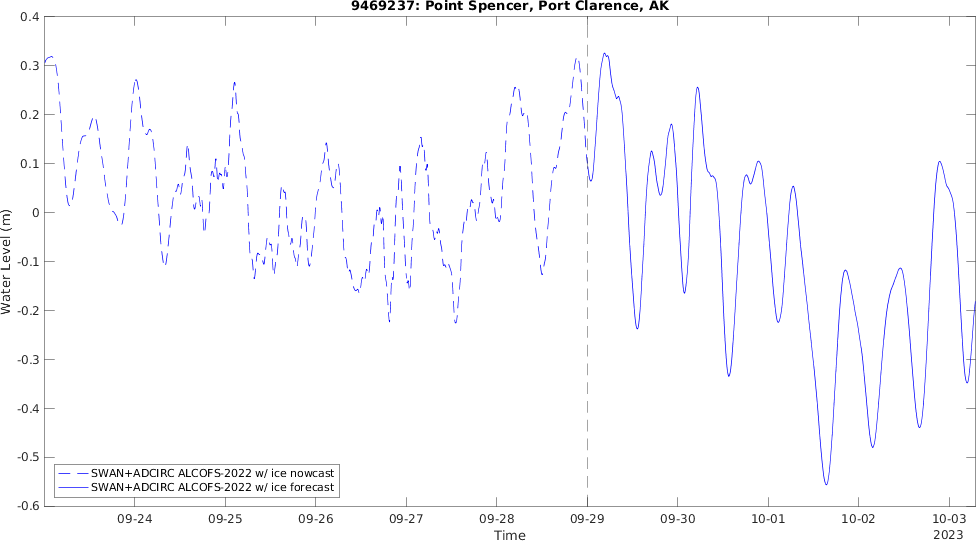 9469237: Point Spencer, Port Clarence, AK
0.4
0.3
0.2
0.1
0
-0.1
-0.2
-0.3
-0.4
-0.5
-0.6
Water Level (m)
SWAN+ADCIRC ALCOFS-2022 w/ ice nowcast
SWAN+ADCIRC ALCOFS-2022 w/ ice forecast
09-24 09-25 09-26 09-27 09-28 09-29 09-30 10-01 10-02 10-03
2023
Time